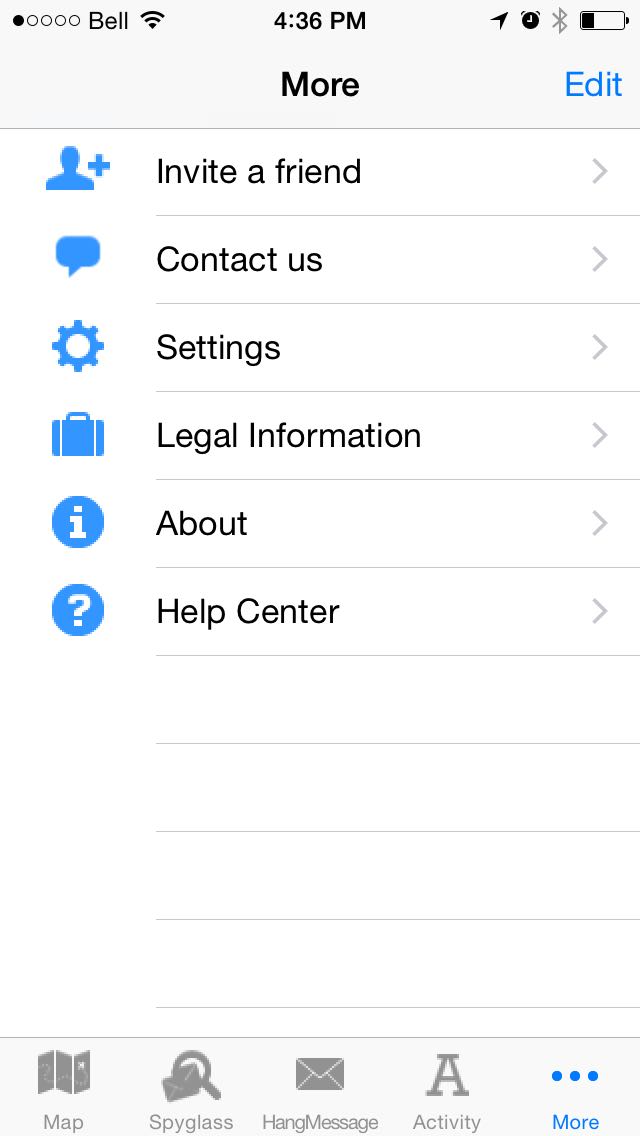 Bell 4:36 PM
More Edit
Invite a friend
Contact us
Settings
Legal Information
About
Help Center
Map Spyglass HangMessage Activity More